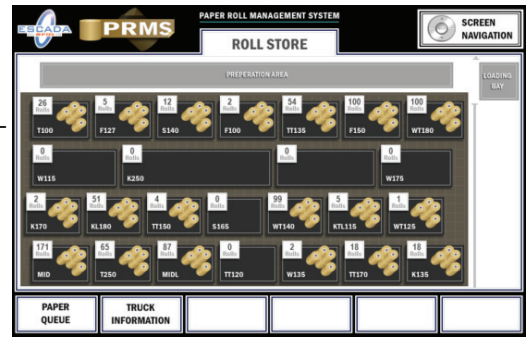 ESCADA
PRMS
PAPER ROLL MANAGEMENT SYSTEM
ROLL STORE
SCREEN
NAVIGATION
PREPERATION AREA
LOADING
BAY
26 Rolls T100
5 Rolls F127
12 Rolls S140
2 Rolls F100
54 Rolls TT135
100 Rolls F150
100 Rolls WT180
0 Rolls W115
0 Rolls K250
0 Rolls
0 Rolls W175
2 Rolls K170
51 Rolls KL180
4 Rolls TT150
0 Rolls S165
99 Rolls WT140
5 Rolls KTL115
1 Rolls WT125
171 Rolls MID
65 Rolls T250
87 Rolls MIDL
0 Rolls TT120
2 Rolls W135
18 Rolls TT170
18 Rolls K135
PAPER
QUEUE
TRUCK
INFORMATION